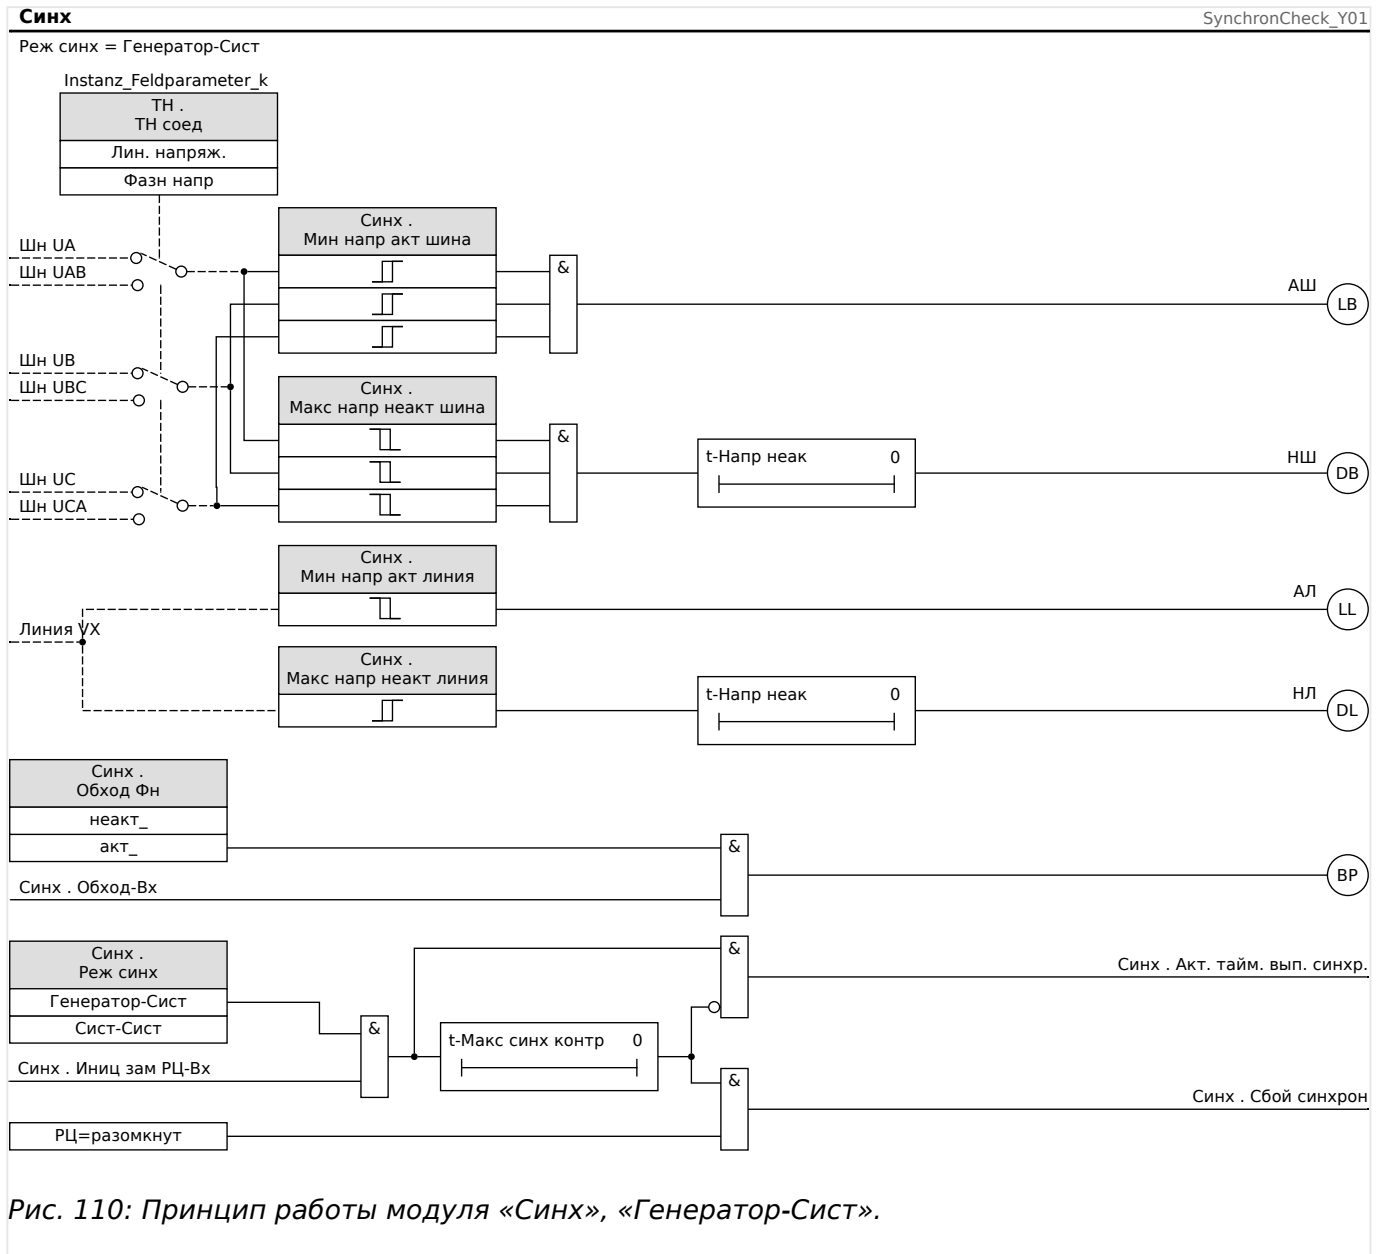 Синх
SynchronCheck_Y01
Реж синх = Генератор-Сист
Instanz_Feldparameter_k
ТН .
ТН соед
Лин. напряж.
Фазн напр
Шн UA
Шн UAB
Шн UB
Шн UBC
Шн UC
Шн UCA
Синх .
Мин напр акт шина
&
АШ
LB
Синх .
Макс напр неакт шина
&
t-Напр неак 0
НШ
DB
Синх .
Мин напр акт линия
АЛ
LL
Линия VX
Синх .
Макс напр неакт линия
t-Напр неак 0
НЛ
DL
Синх .
Обход Фн
неакт_
акт_
Синх . Обход-Вх
&
BP
Синх .
Реж синх
Генератор-Сист
Сист-Сист
Синх . Иниц зам РЦ-Вх
&
t-Макс синх контр 0
&
Синх . Акт. тайм. вып. синхр.
&
Синх . Сбой синхрон
РЦ=разомкнут
Рис. 110: Принцип работы модуля «Синх», «Генератор-Сист».